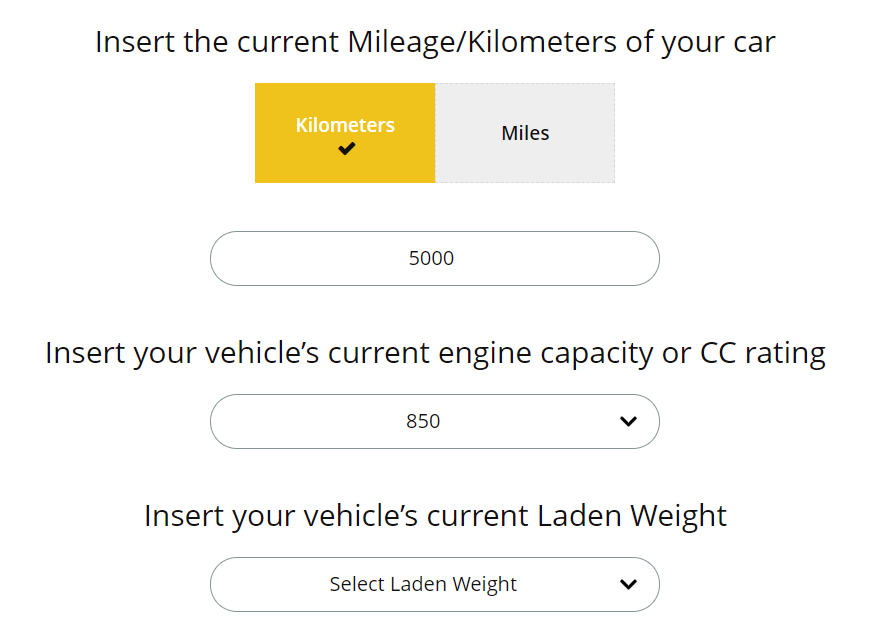 Insert the current Mileage/Kilometers of your car
Kilometers
Miles
5000
Insert your vehicle’s current engine capacity or CC rating
850
Insert your vehicle’s current Laden Weight
Select Laden Weight